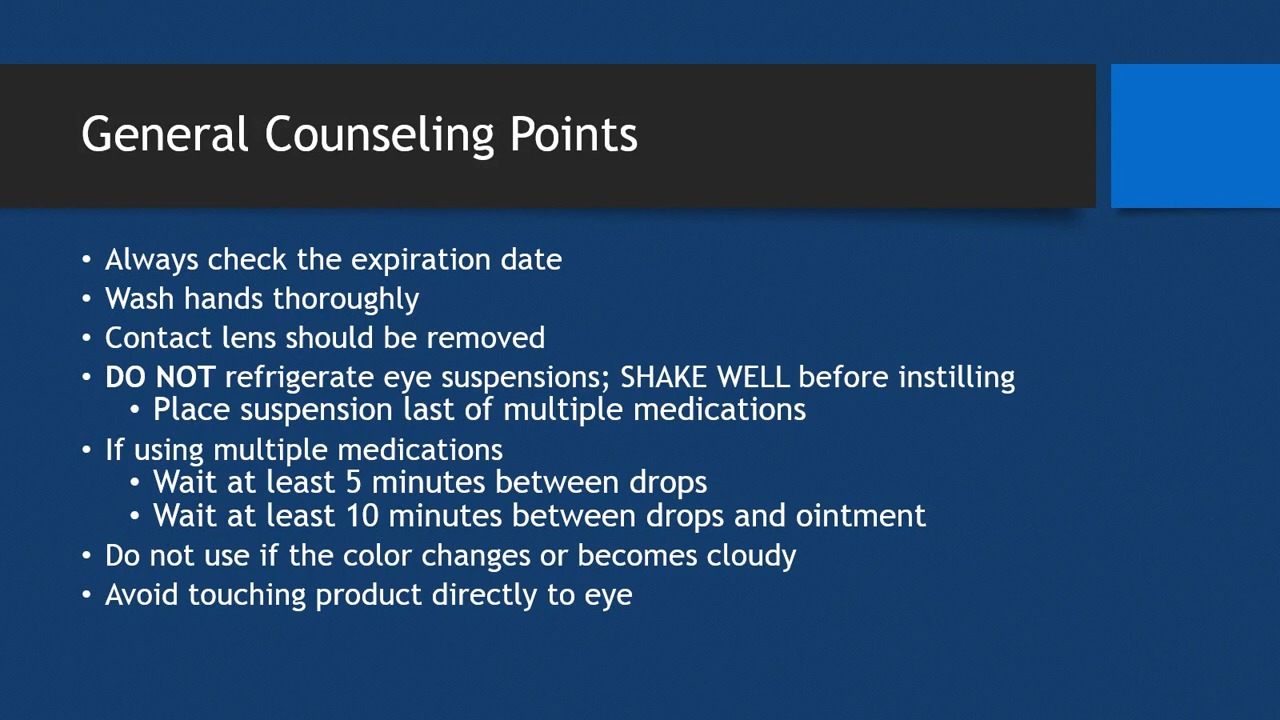 General Counseling Points
• Always check the expiration date
• Wash hands thoroughly
• Contact lens should be removed
• DO NOT refrigerate eye suspensions; SHAKE WELL before instilling
• Place suspension last of multiple medications
• If using multiple medications
• Wait at least 5 minutes between drops
• Wait at least 10 minutes between drops and ointment
• Do not use if the color changes or becomes cloudy
• Avoid touching product directly to eye